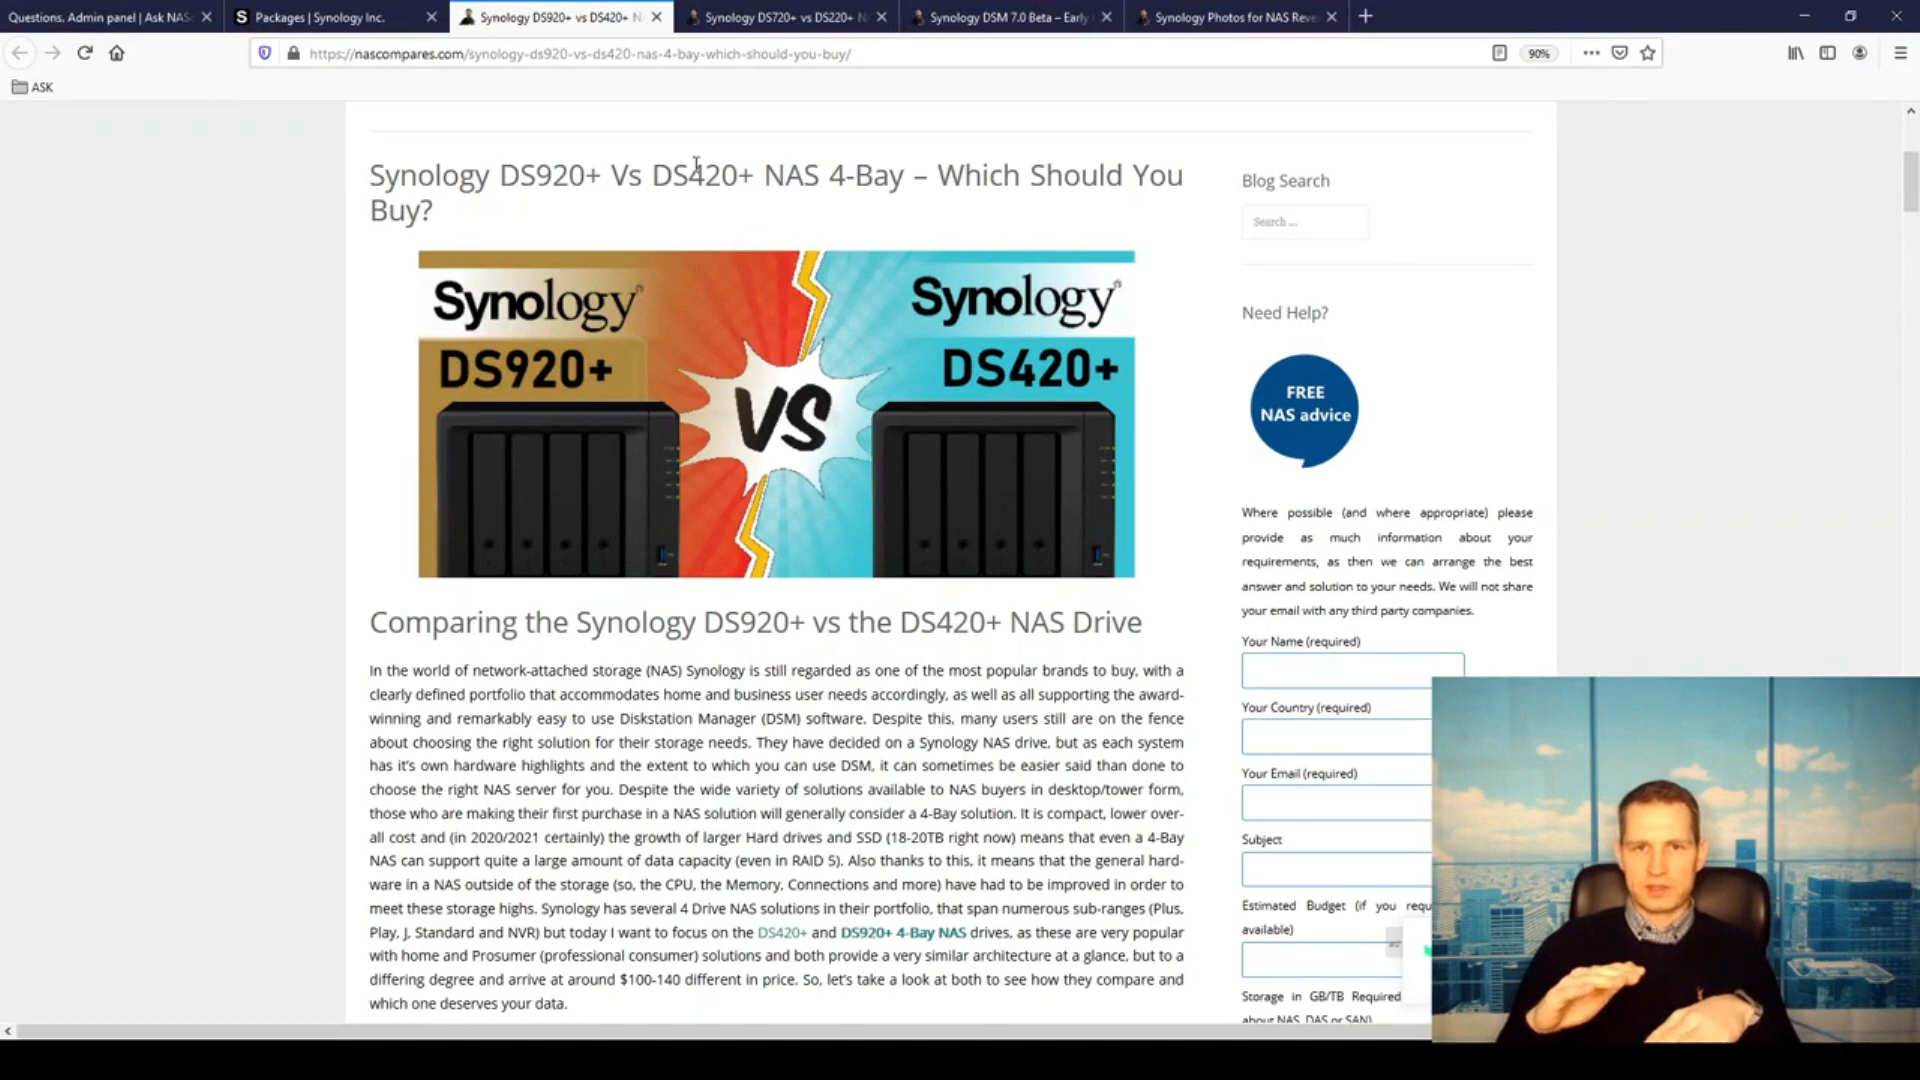 Questions. Admin panel | Ask NAS
Packages | Synology Inc.
Synology DS920+ vs DS420+ N
Synology DS720+ vs DS220+ N
Synology DSM 7.0 Beta – Early
Synology Photos for NAS Reve
https://nascompares.com/synology-ds920-vs-ds420-nas-4-bay-which-should-you-buy/
90%
ASK
Synology DS920+ Vs DS420+ NAS 4-Bay – Which Should You
Buy?
Synology
DS920+
VS
Synology
DS420+
Comparing the Synology DS920+ vs the DS420+ NAS Drive
In the world of network-attached storage (NAS) Synology is still regarded as one of the most popular brands to buy, with a
clearly defined portfolio that accommodates home and business user needs accordingly, as well as all supporting the award-
winning and remarkably easy to use Diskstation Manager (DSM) software. Despite this, many users still are on the fence
about choosing the right solution for their storage needs. They have decided on a Synology NAS drive, but as each system
has it's own hardware highlights and the extent to which you can use DSM, it can sometimes be easier said than done to
choose the right NAS server for you. Despite the wide variety of solutions available to NAS buyers in desktop/tower form,
those who are making their first purchase in a NAS solution will generally consider a 4-Bay solution. It is compact, lower over-
all cost and (in 2020/2021 certainly) the growth of larger Hard drives and SSD (18-20TB right now) means that even a 4-Bay
NAS can support quite a large amount of data capacity (even in RAID 5). Also thanks to this, it means that the general hard-
ware in a NAS outside of the storage (so, the CPU, the Memory, Connections and more) have had to be improved in order to
meet these storage highs. Synology has several 4 Drive NAS solutions in their portfolio, that span numerous sub-ranges (Plus,
Play, J, Standard and NVR) but today I want to focus on the DS420+ and DS920+ 4-Bay NAS drives, as these are very popular
with home and Prosumer (professional consumer) solutions and both provide a very similar architecture at a glance, but to a
differing degree and arrive at around $100-140 different in price. So, let's take a look at both to see how they compare and
which one deserves your data.
Blog Search
Search ...
Need Help?
FREE
NAS advice
Where possible (and where appropriate) please
provide as much information about your
requirements, as then we can arrange the best
answer and solution to your needs. We will not share
your email with any third party companies.
Your Name (required)
Your Country (required)
Your Email (required)
Subject
Estimated Budget (if you requ
available)
Storage in GB/TB Required
about NAS, DAS or SAN)